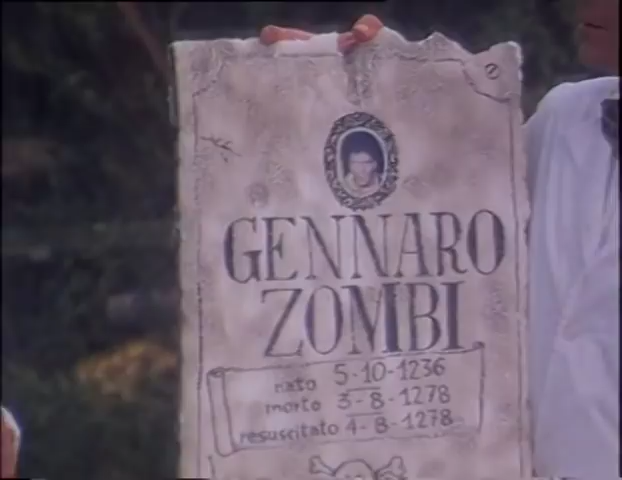 GENNARO
ZOMBI
nato 5-10-1236
morto 3-8-1278
resuscitato 4-8-1278